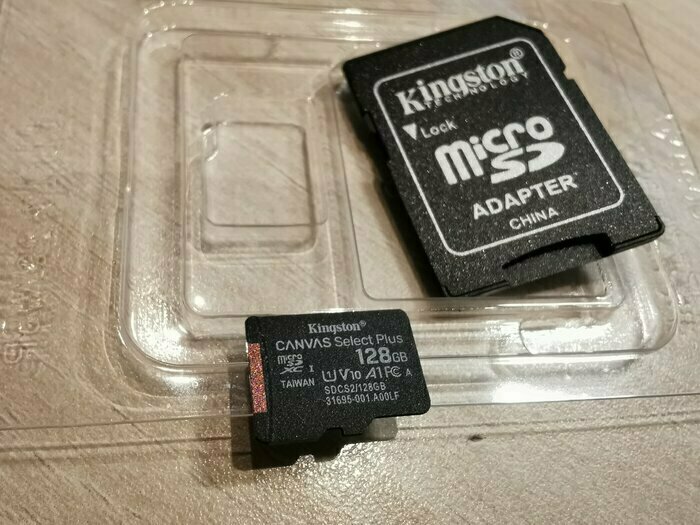 Kingston®
TECHNOLOGY
Lock
micro
SD
ADAPTER
CHINA
Kingston®
CANVAS Select Plus
micro
SD
XC I
128GB
TAIWAN
U1 V10 A1 FC A
SDCS2/128GB
31695-001.A00LF